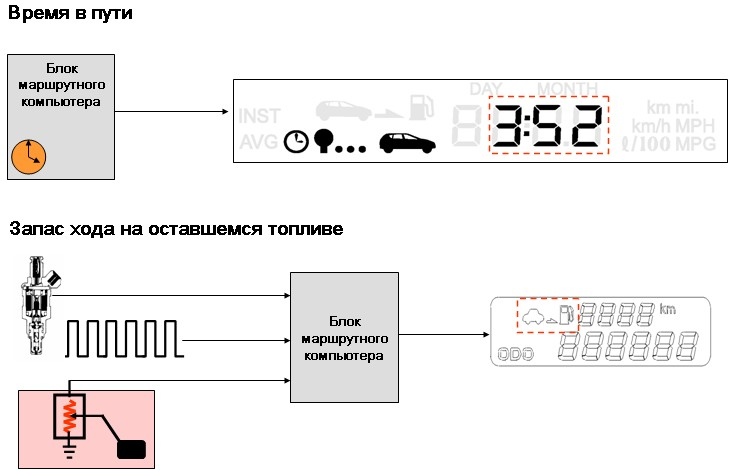 Время в пути
Блок
маршрутного
компьютера
DAY MONTH
INST
AVG
3:52
km mi.
km/h MPH
ℓ/100 MPG
Запас хода на оставшемся топливе
Блок
маршрутного
компьютера
km
ODO